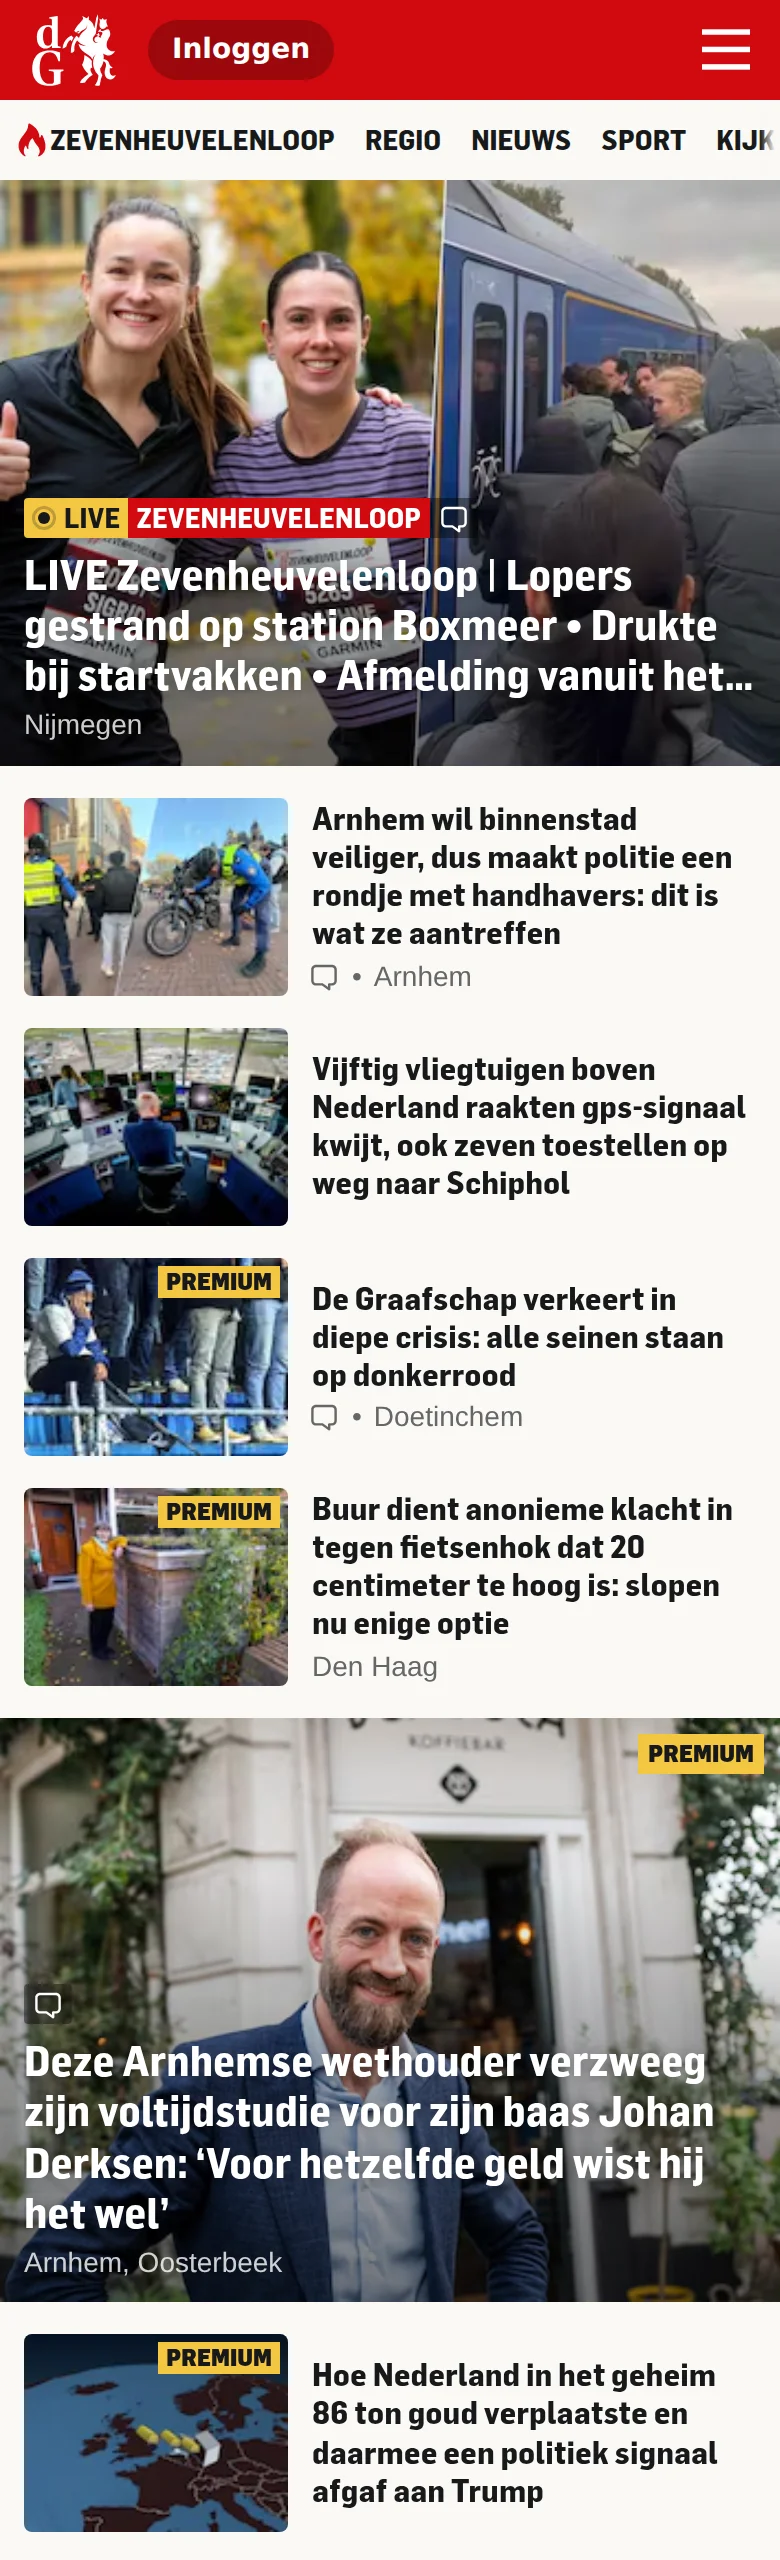 dG
Inloggen
ZEVENHEUVELENLOOP REGIO NIEUWS SPORT KIJK
LIVE ZEVENHEUVELENLOOP
LIVE Zevenheuvelenloop | Lopers
gestrand op station Boxmeer • Drukte
bij startvakken • Afmelding vanuit het...
Nijmegen
SIGRID
GARMIN
GARMIN
Arnhem wil binnenstad
veiliger, dus maakt politie een
rondje met handhavers: dit is
wat ze aantreffen
• Arnhem
Vijftig vliegtuigen boven
Nederland raakten gps-signaal
kwijt, ook zeven toestellen op
weg naar Schiphol
PREMIUM
De Graafschap verkeert in
diepe crisis: alle seinen staan
op donkerrood
• Doetinchem
PREMIUM
Buur dient anonieme klacht in
tegen fietsenhok dat 20
centimeter te hoog is: slopen
nu enige optie
Den Haag
KOFFIEBAR
PREMIUM
Deze Arnhemse wethouder verzweeg
zijn voltijdstudie voor zijn baas Johan
Derksen: ‘Voor hetzelfde geld wist hij
het wel’
Arnhem, Oosterbeek
PREMIUM
Hoe Nederland in het geheim
86 ton goud verplaatste en
daarmee een politiek signaal
afgaf aan Trump